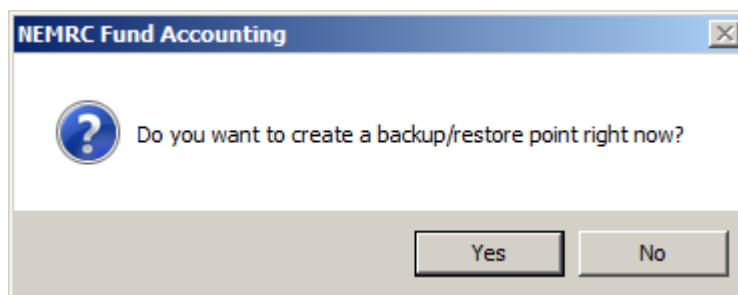 NEMRC Fund Accounting
Do you want to create a backup/restore point right now?
Yes No